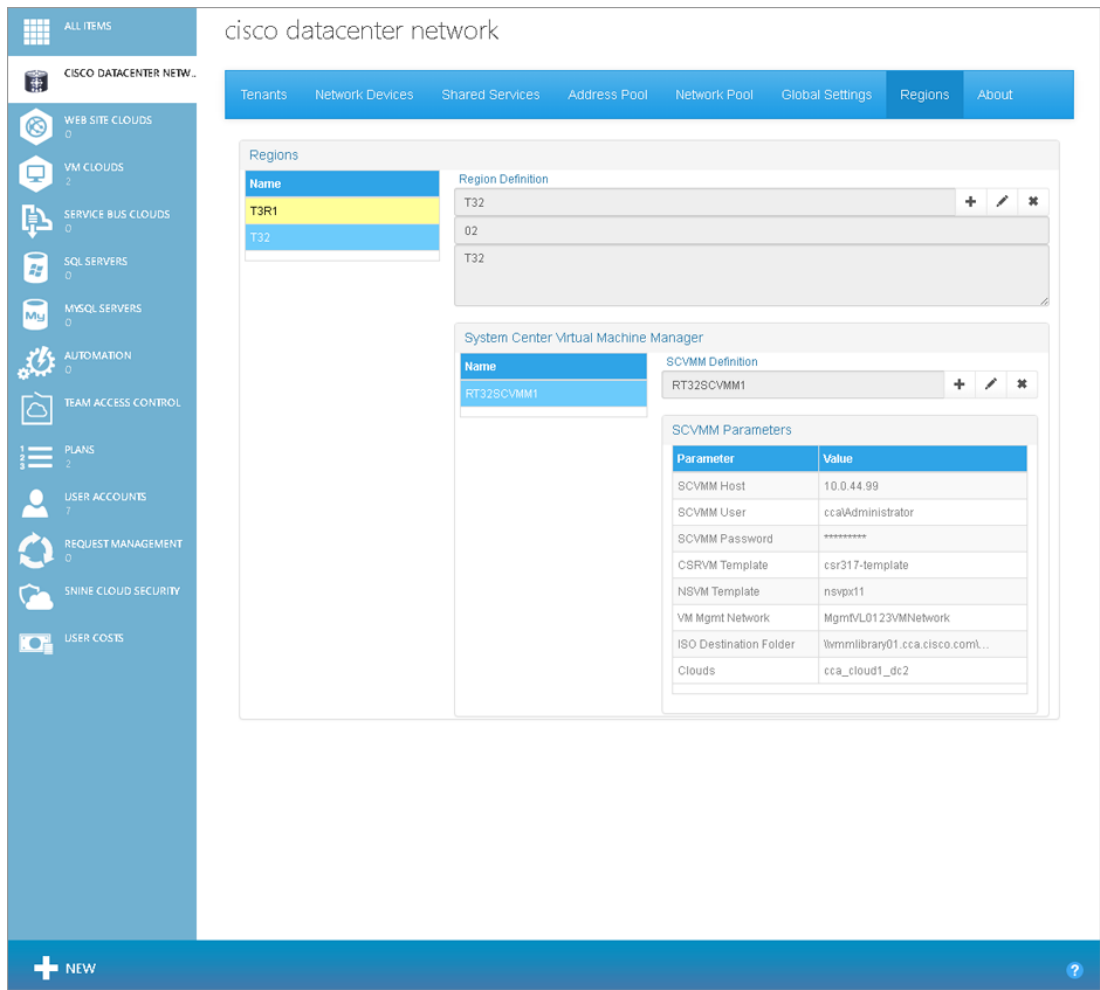 ALL ITEMS
CISCO DATACENTER NETW..
WEB SITE CLOUDS
0
VM CLOUDS
2
SERVICE BUS CLOUDS
0
SQL SERVERS
0
My
MYSQL SERVERS
0
AUTOMATION
0
TEAM ACCESS CONTROL
1
2
3
PLANS
2
USER ACCOUNTS
7
REQUEST MANAGEMENT
0
5NINE CLOUD SECURITY
USER COSTS
cisco datacenter network
Tenants Network Devices Shared Services Address Pool Network Pool Global Settings Regions About
Regions
Name
T3R1
T32
Region Definition
T32
02
T32
System Center Virtual Machine Manager
Name
RT32SCVMM1
SCVMM Definition
RT32SCVMM1
SCVMM Parameters
Parameter Value
SCVMM Host 10.0.44.99
SCVMM User cca\Administrator
SCVMM Password *********
CSRVM Template csr317-template
NSVM Template nsvpx11
VM Mgmt Network MgmtVL0123VMNetwork
ISO Destination Folder \\vmmlibrary01.cca.cisco.com\...
Clouds cca_cloud1_dc2
NEW
?